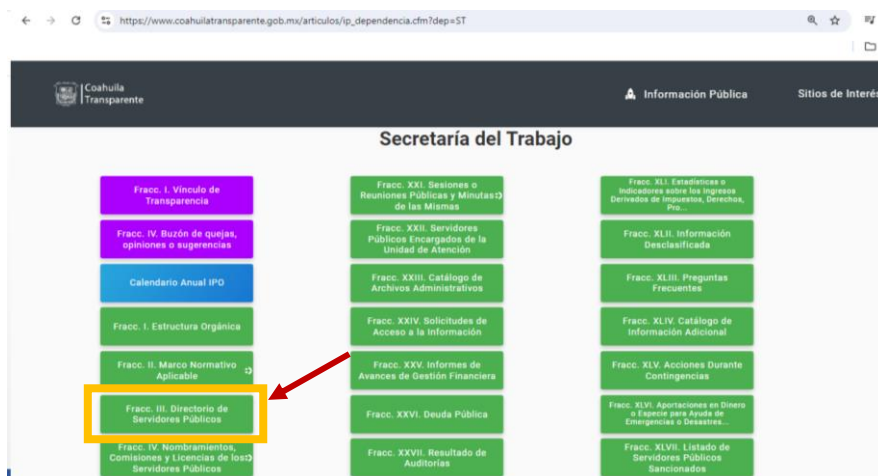 https://www.coahuilatransparente.gob.mx/articulos/ip_dependencia.cfm?dep=ST
Coahuila
Transparente
Información Pública
Sitios de Interés
Secretaría del Trabajo
Fracc. I. Vínculo de
Transparencia
Fracc. IV. Buzón de quejas,
opiniones o sugerencias
Calendario Anual IPO
Fracc. I. Estructura Orgánica
Fracc. II. Marco Normativo
Aplicable
Fracc. III. Directorio de
Servidores Públicos
Fracc. IV. Nombramientos,
Comisiones y Licencias de los
Servidores Públicos
Fracc. XXI. Sesiones o
Reuniones Públicas y Minutas
de las Mismas
Fracc. XXII. Servidores
Públicos Encargados de la
Unidad de Atención
Fracc. XXIII. Catálogo de
Archivos Administrativos
Fracc. XXIV. Solicitudes de
Acceso a la Información
Fracc. XXV. Informes de
Avances de Gestión Financiera
Fracc. XXVI. Deuda Pública
Fracc. XXVII. Resultado de
Auditorías
Fracc. XLI. Estadísticas o
Indicadores sobre los Ingresos
Derivados de Impuestos, Derechos,
Pro...
Fracc. XLII. Información
Desclasificada
Fracc. XLIII. Preguntas
Frecuentes
Fracc. XLIV. Catálogo de
Información Adicional
Fracc. XLV. Acciones Durante
Contingencias
Fracc. XLVI. Aportaciones en Dinero
o Especie para Ayuda de
Emergencias o Desastres...
Fracc. XLVII. Listado de
Servidores Públicos
Sancionados